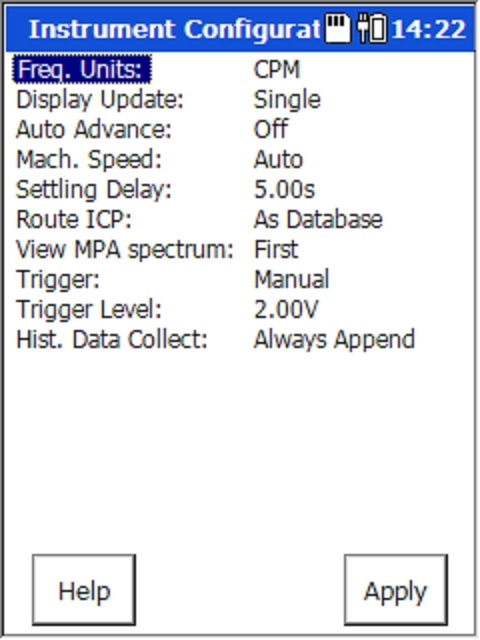 Instrument Configurat 14:22
Freq. Units: CPM
Display Update: Single
Auto Advance: Off
Mach. Speed: Auto
Settling Delay: 5.00s
Route ICP: As Database
View MPA spectrum: First
Trigger: Manual
Trigger Level: 2.00V
Hist. Data Collect: Always Append
Help Apply